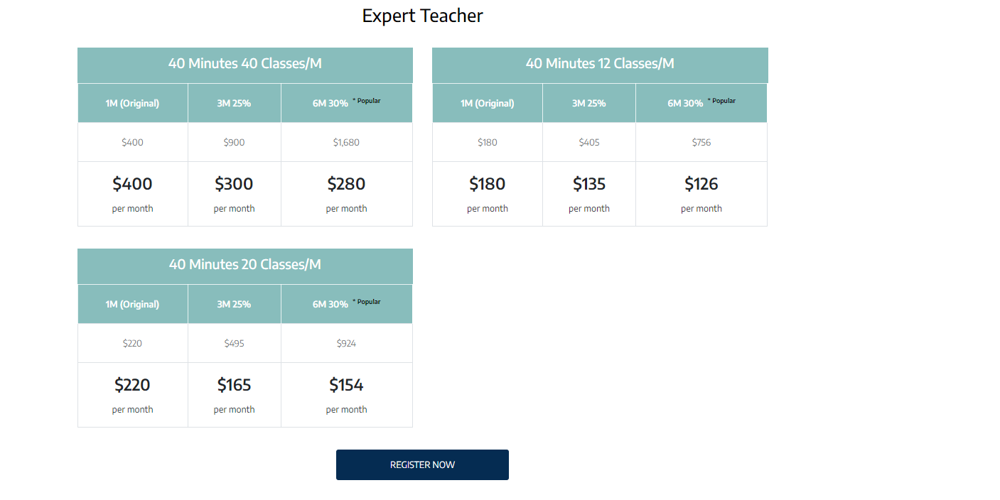 Expert Teacher
40 Minutes 40 Classes/M
1M (Original) 3M 25% 6M 30% * Popular
$400 $900 $1,680
$400 $300 $280
per month per month per month
40 Minutes 12 Classes/M
1M (Original) 3M 25% 6M 30% * Popular
$180 $405 $756
$180 $135 $126
per month per month per month
40 Minutes 20 Classes/M
1M (Original) 3M 25% 6M 30% * Popular
$220 $495 $924
$220 $165 $154
per month per month per month
REGISTER NOW